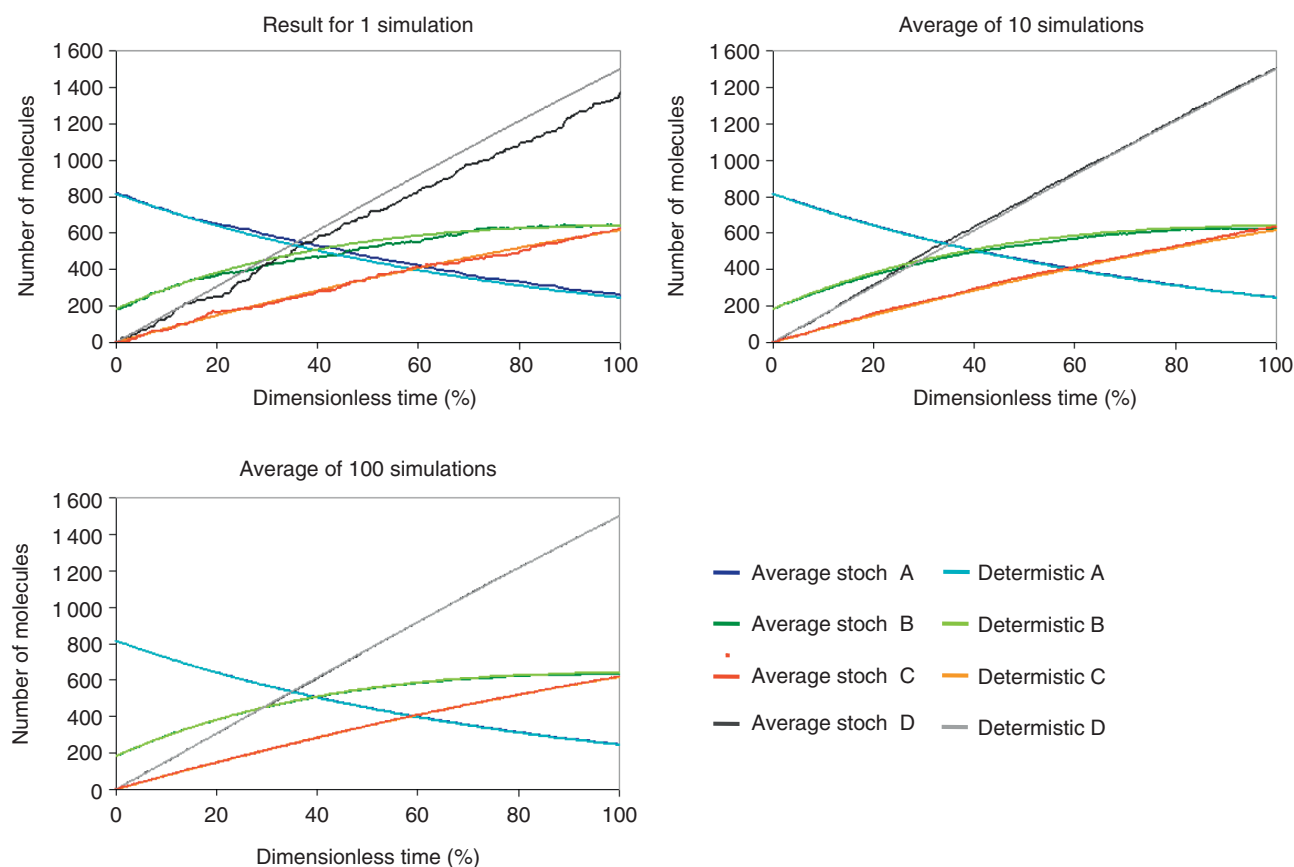 Result for 1 simulation
1 600
1 400
1 200
1 000
800
600
400
200
0
Number of molecules
0 20 40 60 80 100
Dimensionless time (%)
Average of 10 simulations
1 600
1 200
1 200
1 000
800
600
400
200
0
Number of molecules
0 20 40 60 80 100
Dimensionless time (%)
Average of 100 simulations
1 600
1 400
1 200
1 000
800
600
400
200
0
Number of molecules
0 20 40 60 80 100
Dimensionless time (%)
Average stoch A Determistic A
Average stoch B Determistic B
Average stoch C Determistic C
Average stoch D Determistic D